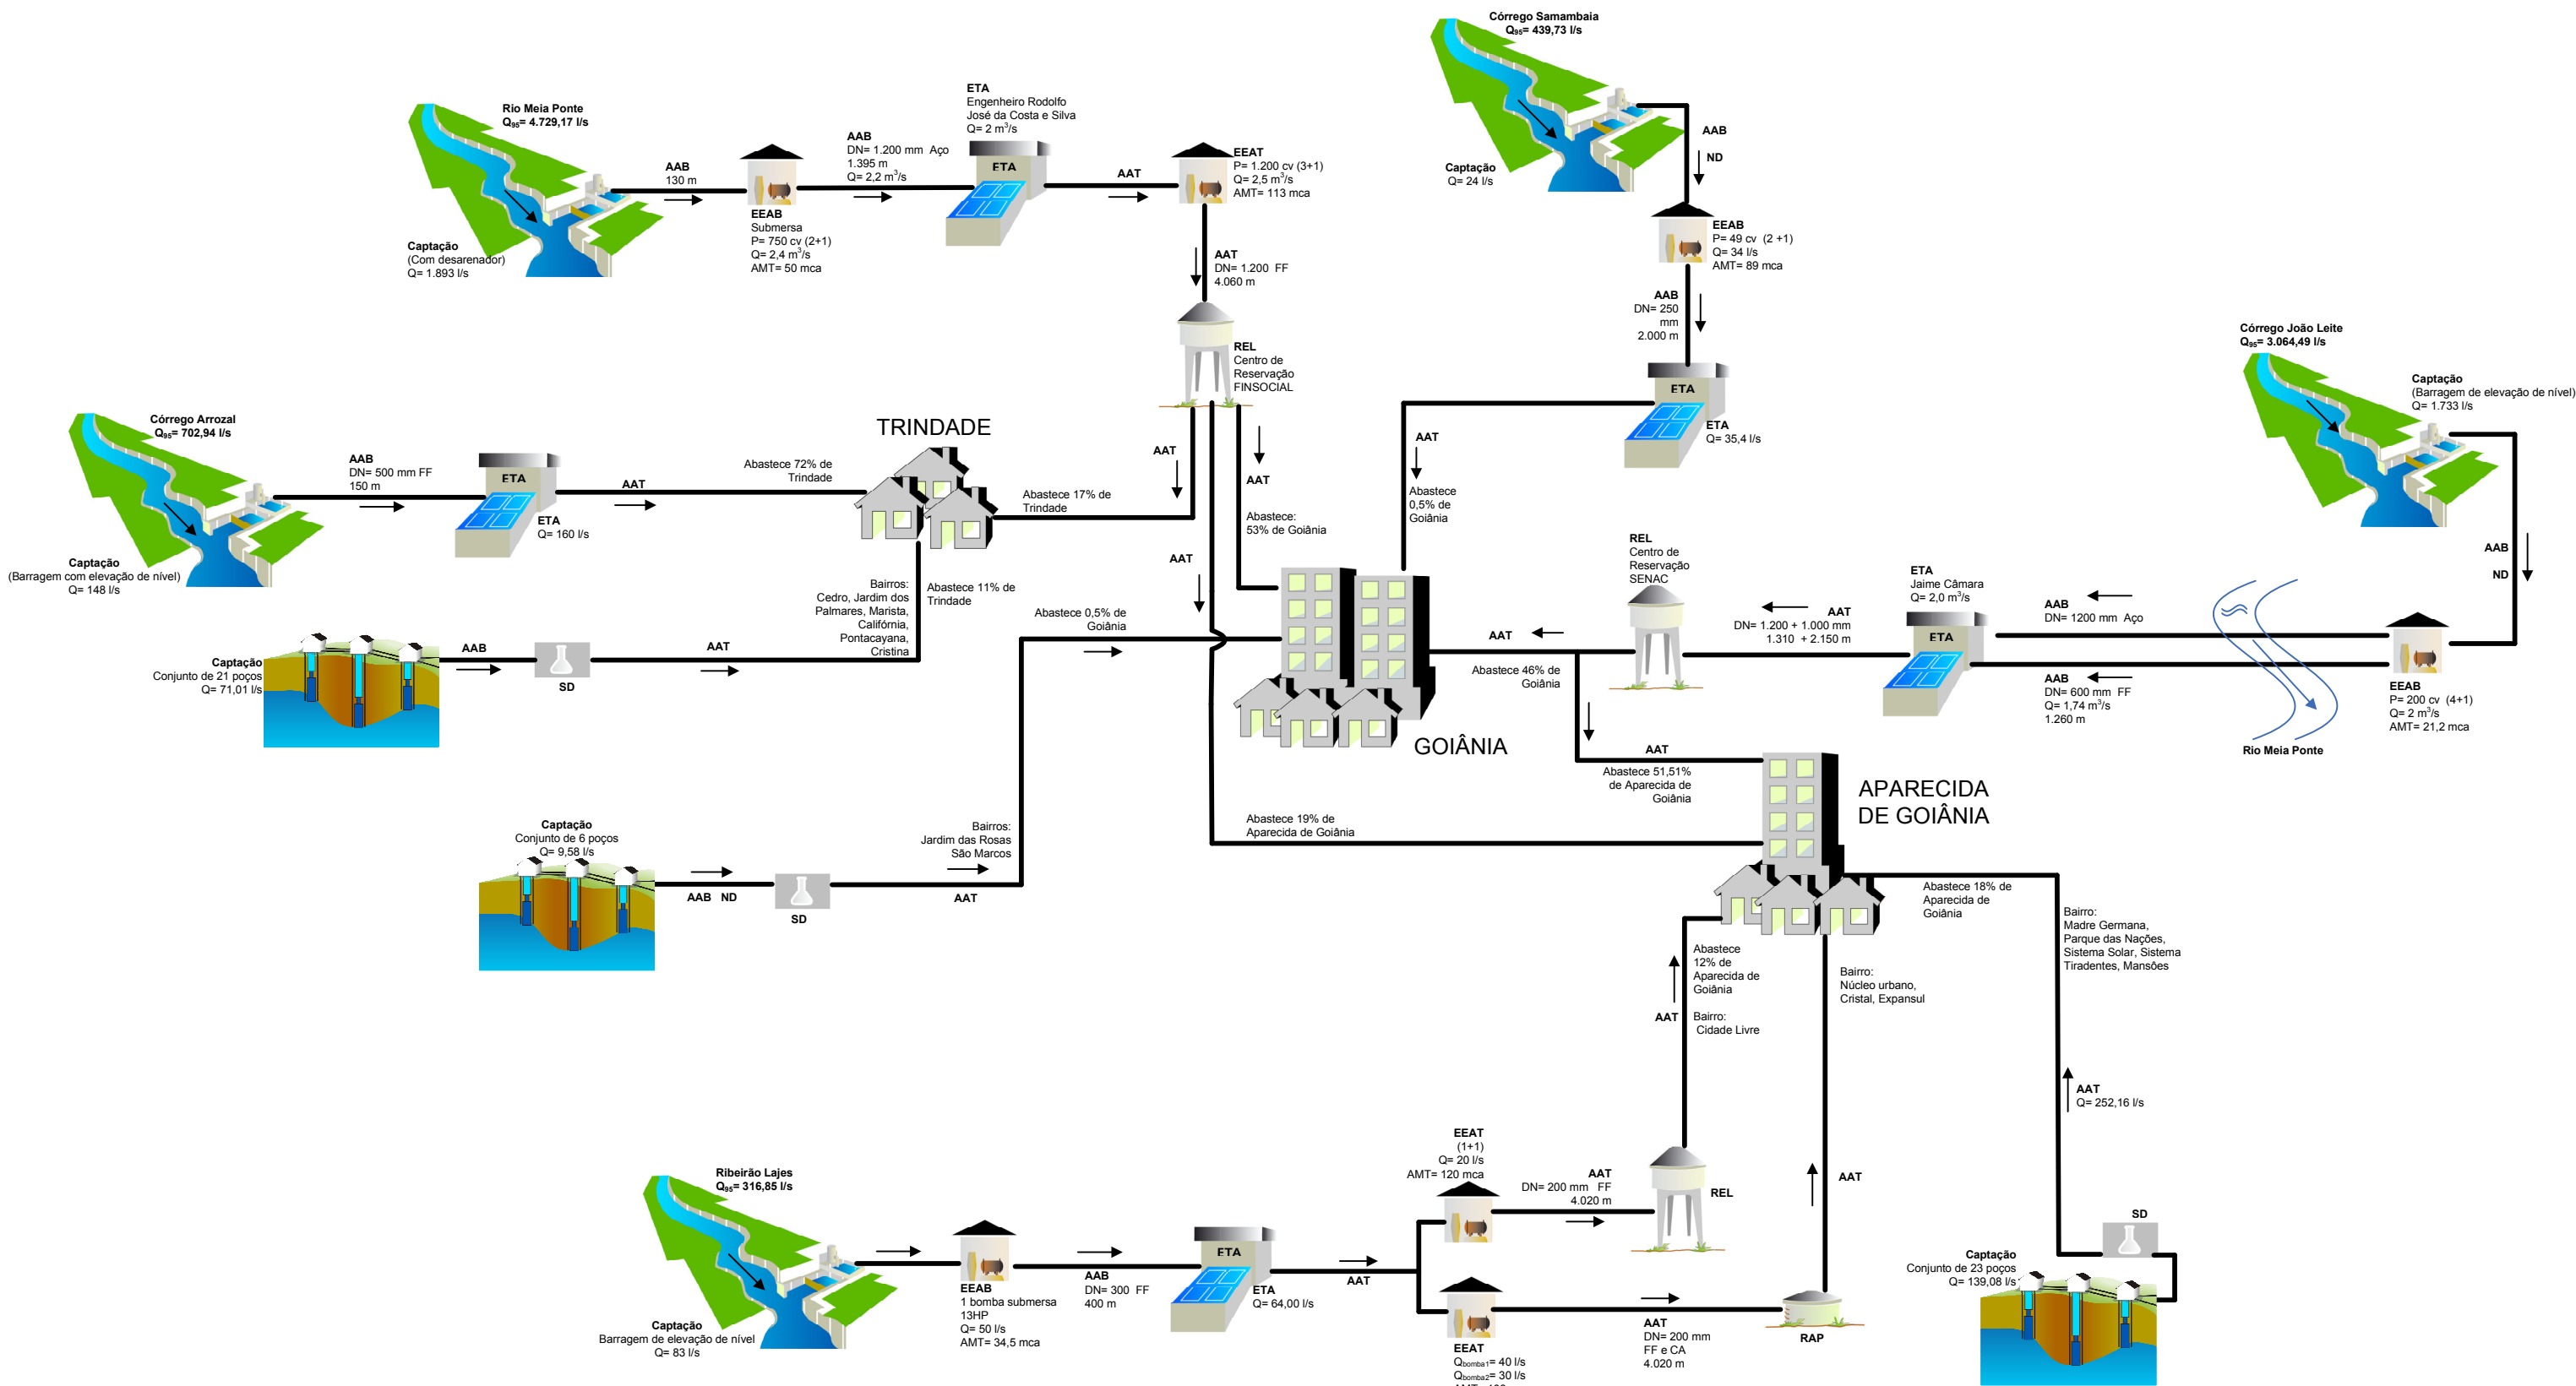 Córrego Samambaia
Q95= 439,73 l/s
Captação
Q= 24 l/s
AAB
ND
EEAB
P= 49 cv (2 +1)
Q= 34 l/s
AMT= 89 mca
AAB
DN= 250
mm
2.000 m
ETA
ETA
Q= 35,4 l/s
AAT
Abastece
0,5% de
Goiânia
Rio Meia Ponte
Q95= 4.729,17 l/s
Captação
(Com desarenador)
Q= 1.893 l/s
AAB
130 m
EEAB
Submersa
P= 750 cv (2+1)
Q= 2,4 m³/s
AMT= 50 mca
AAB
DN= 1.200 mm Aço
1.395 m
Q= 2,2 m³/s
ETA
Engenheiro Rodolfo
José da Costa e Silva
Q= 2 m³/s
ETA
AAT
EEAT
P= 1.200 cv (3+1)
Q= 2,5 m³/s
AMT= 113 mca
AAT
DN= 1.200 FF
4.060 m
REL
Centro de
Reservação
FINSOCIAL
AAT
AAT
Abastece:
53% de Goiânia
AAT
Córrego João Leite
Q95= 3.064,49 l/s
Captação
(Barragem de elevação de nível)
Q= 1.733 l/s
AAB
ND
EEAB
P= 200 cv (4+1)
Q= 2 m³/s
AMT= 21,2 mca
Rio Meia Ponte
AAB
DN= 1200 mm Aço
AAB
DN= 600 mm FF
Q= 1,74 m³/s
1.260 m
ETA
Jaime Câmara
Q= 2,0 m³/s
ETA
AAT
DN= 1.200 + 1.000 mm
1.310 + 2.150 m
REL
Centro de
Reservação
SENAC
AAT
Abastece 46% de
Goiânia
Córrego Arrozal
Q95= 702,94 l/s
Captação
(Barragem com elevação de nível)
Q= 148 l/s
AAB
DN= 500 mm FF
150 m
ETA
ETA
Q= 160 l/s
AAT
Abastece 72% de
Trindade
TRINDADE
Abastece 17% de
Trindade
Bairros:
Cedro, Jardim dos
Palmares, Marista,
Califórnia,
Pontacayana,
Cristina
Abastece 11% de
Trindade
Captação
Conjunto de 21 poços
Q= 71,01 l/s
AAB
SD
AAT
Abastece 0,5% de
Goiânia
GOIÂNIA
AAT
Abastece 51,51%
de Aparecida de
Goiânia
APARECIDA
DE GOIÂNIA
Abastece 19% de
Aparecida de Goiânia
Captação
Conjunto de 6 poços
Q= 9,58 l/s
AAB ND
SD
Bairros:
Jardim das Rosas
São Marcos
AAT
Abastece 18% de
Aparecida de
Goiânia
Bairro:
Madre Germana,
Parque das Nações,
Sistema Solar, Sistema
Tiradentes, Mansões
Abastece
12% de
Aparecida de
Goiânia
AAT
Bairro:
Cidade Livre
Bairro:
Núcleo urbano,
Cristal, Expansul
AAT
Q= 252,16 l/s
SD
Captação
Conjunto de 23 poços
Q= 139,08 l/s
Ribeirão Lajes
Q95= 316,85 l/s
Captação
Barragem de elevação de nível
Q= 83 l/s
EEAB
1 bomba submersa
13HP
Q= 50 l/s
AMT= 34,5 mca
AAB
DN= 300 FF
400 m
ETA
ETA
Q= 64,00 l/s
AAT
EEAT
(1+1)
Q= 20 l/s
AMT= 120 mca
AAT
DN= 200 mm FF
4.020 m
REL
AAT
EEAT
Qbomba1= 40 l/s
Qbomba2= 30 l/s
AAT
DN= 200 mm
FF e CA
4.020 m
RAP